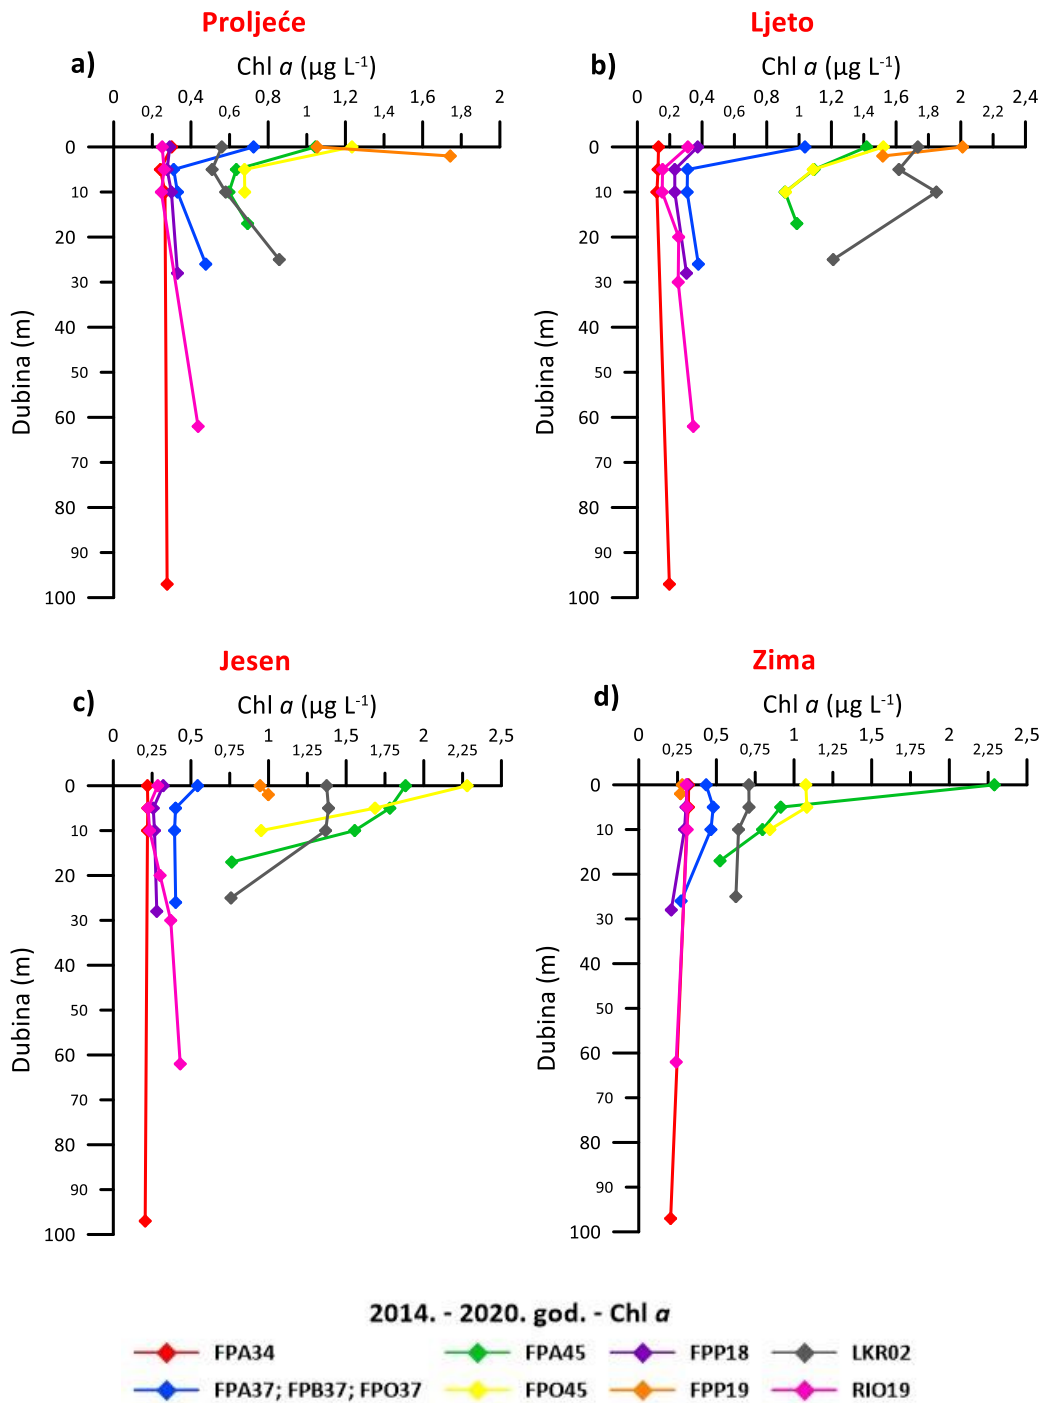 Proljeće
a)
Chl a (µg L-1)
0 0,4 0,8 1,2 1,6 2
0,2 0,6 1 1,4 1,8
0
10
20
30
40
50
60
70
80
90
100
Dubina (m)
Ljeto
b)
Chl a (µg L-1)
0 0,4 0,8 1,2 1,6 2 2,4
0,2 0,6 1 1,4 1,8 2,2
0
10
20
30
40
50
60
70
80
90
100
Dubina (m)
Jesen
c)
Chl a (µg L-1)
0 0,5 1 1,5 2 2,5
0,25 0,75 1,25 1,75 2,25
0
10
20
30
40
50
60
70
80
90
100
Dubina (m)
Zima
d)
Chl a (µg L-1)
0 0,5 1 1,5 2 2,5
0,25 0,75 1,25 1,75 2,25
0
10
20
30
40
50
60
70
80
90
100
Dubina (m)
2014. - 2020. god. - Chl a
FPA34 FPA45 FPP18 LKR02
FPA37; FPB37; FPO37 FPO45 FPP19 RIO19